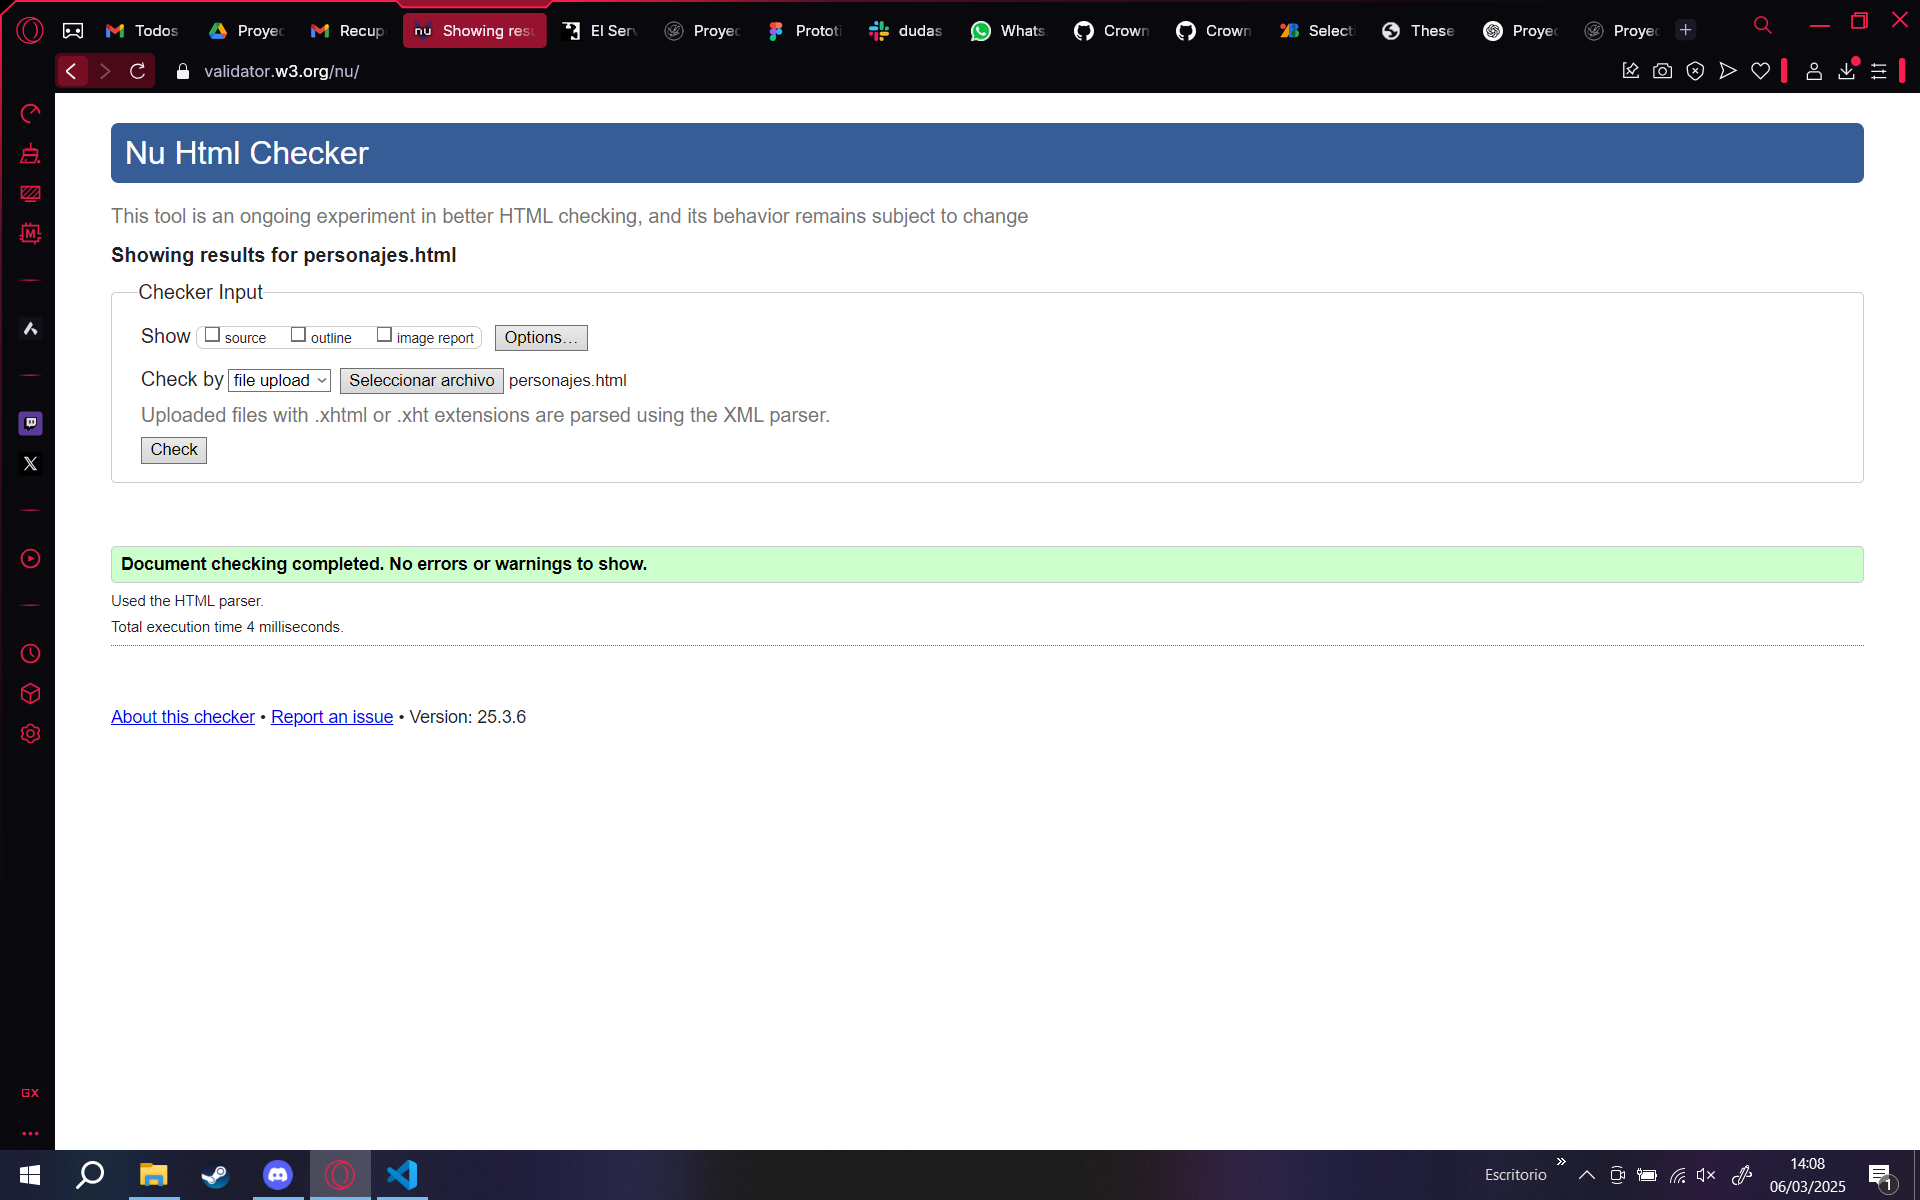 Todos
Proyec
Recup
nu
Showing resu
El Serv
Proyec
Prototi
dudas
Whats
Crown
Crown
Selecti
These
Proyec
Proyec
validator.w3.org/nu/
Nu Html Checker
This tool is an ongoing experiment in better HTML checking, and its behavior remains subject to change
Showing results for personajes.html
Checker Input
Show source outline image report Options...
Check by file upload Seleccionar archivo personajes.html
Uploaded files with .xhtml or .xht extensions are parsed using the XML parser.
Check
Document checking completed. No errors or warnings to show.
Used the HTML parser.
Total execution time 4 milliseconds.
About this checker • Report an issue • Version: 25.3.6
GX
Escritorio
14:08
06/03/2025
1